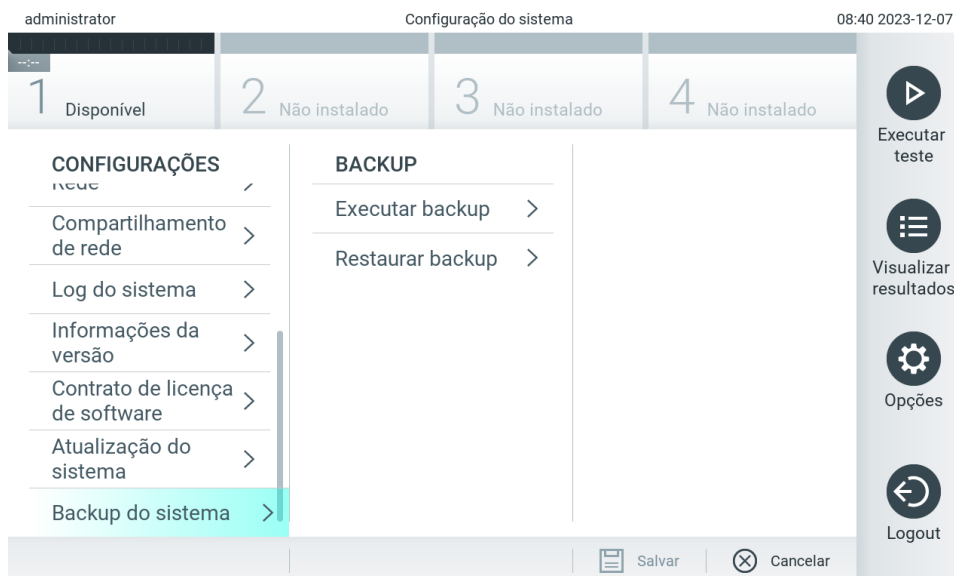 administrator
Configuração do sistema
08:40 2023-12-07
--:--
1 Disponível
2 Não instalado
3 Não instalado
4 Não instalado
CONFIGURAÇÕES
Rede
Compartilhamento
de rede
Log do sistema
Informações da
versão
Contrato de licença
de software
Atualização do
sistema
Backup do sistema
BACKUP
Executar backup
Restaurar backup
Executar
teste
Visualizar
resultados
Opções
Logout
Salvar
Cancelar